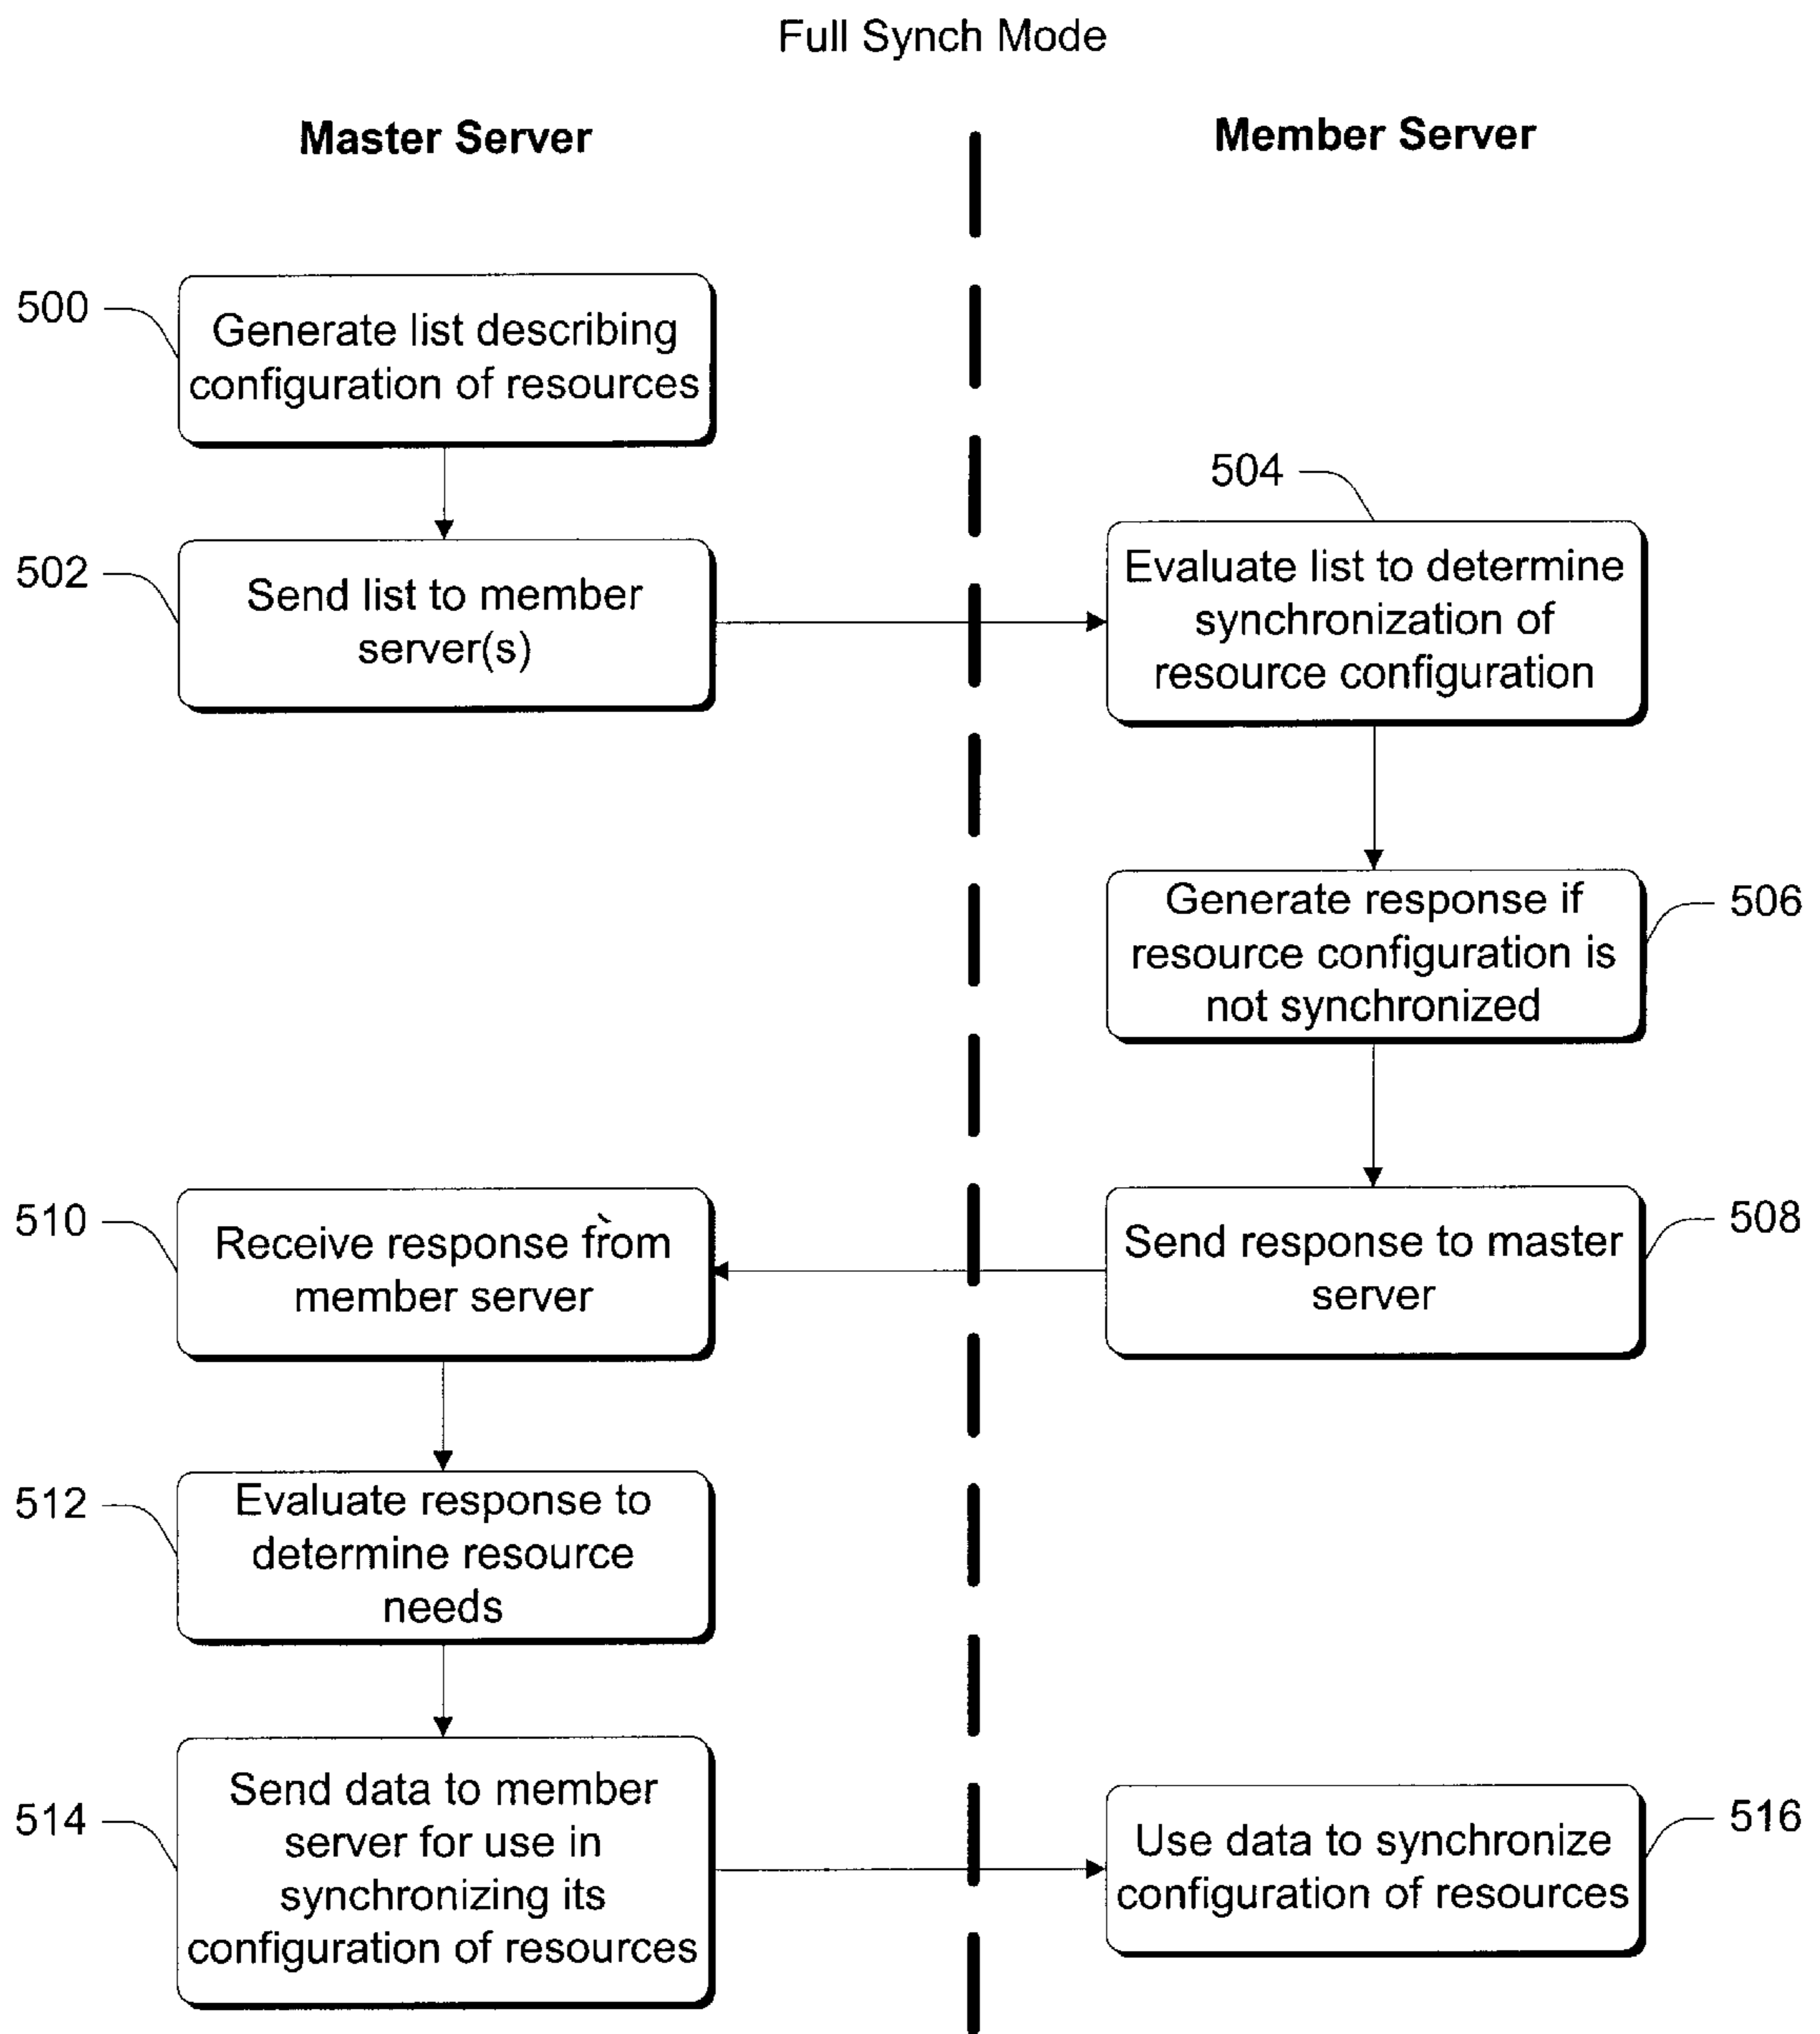 Full Synch Mode
Master Server
Member Server
500
Generate list describing
configuration of resources
502
Send list to member
server(s)
504
Evaluate list to determine
synchronization of
resource configuration
506
Generate response if
resource configuration is
not synchronized
508
Send response to master
server
510
Receive response from
member server
512
Evaluate response to
determine resource
needs
514
Send data to member
server for use in
synchronizing its
configuration of resources
516
Use data to synchronize
configuration of resources